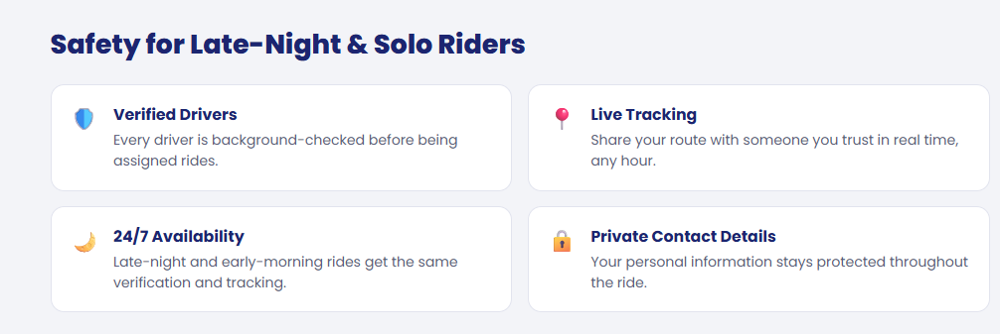 Safety for Late-Night & Solo Riders
Verified Drivers
Every driver is background-checked before being
assigned rides.
Live Tracking
Share your route with someone you trust in real time,
any hour.
24/7 Availability
Late-night and early-morning rides get the same
verification and tracking.
Private Contact Details
Your personal information stays protected throughout
the ride.